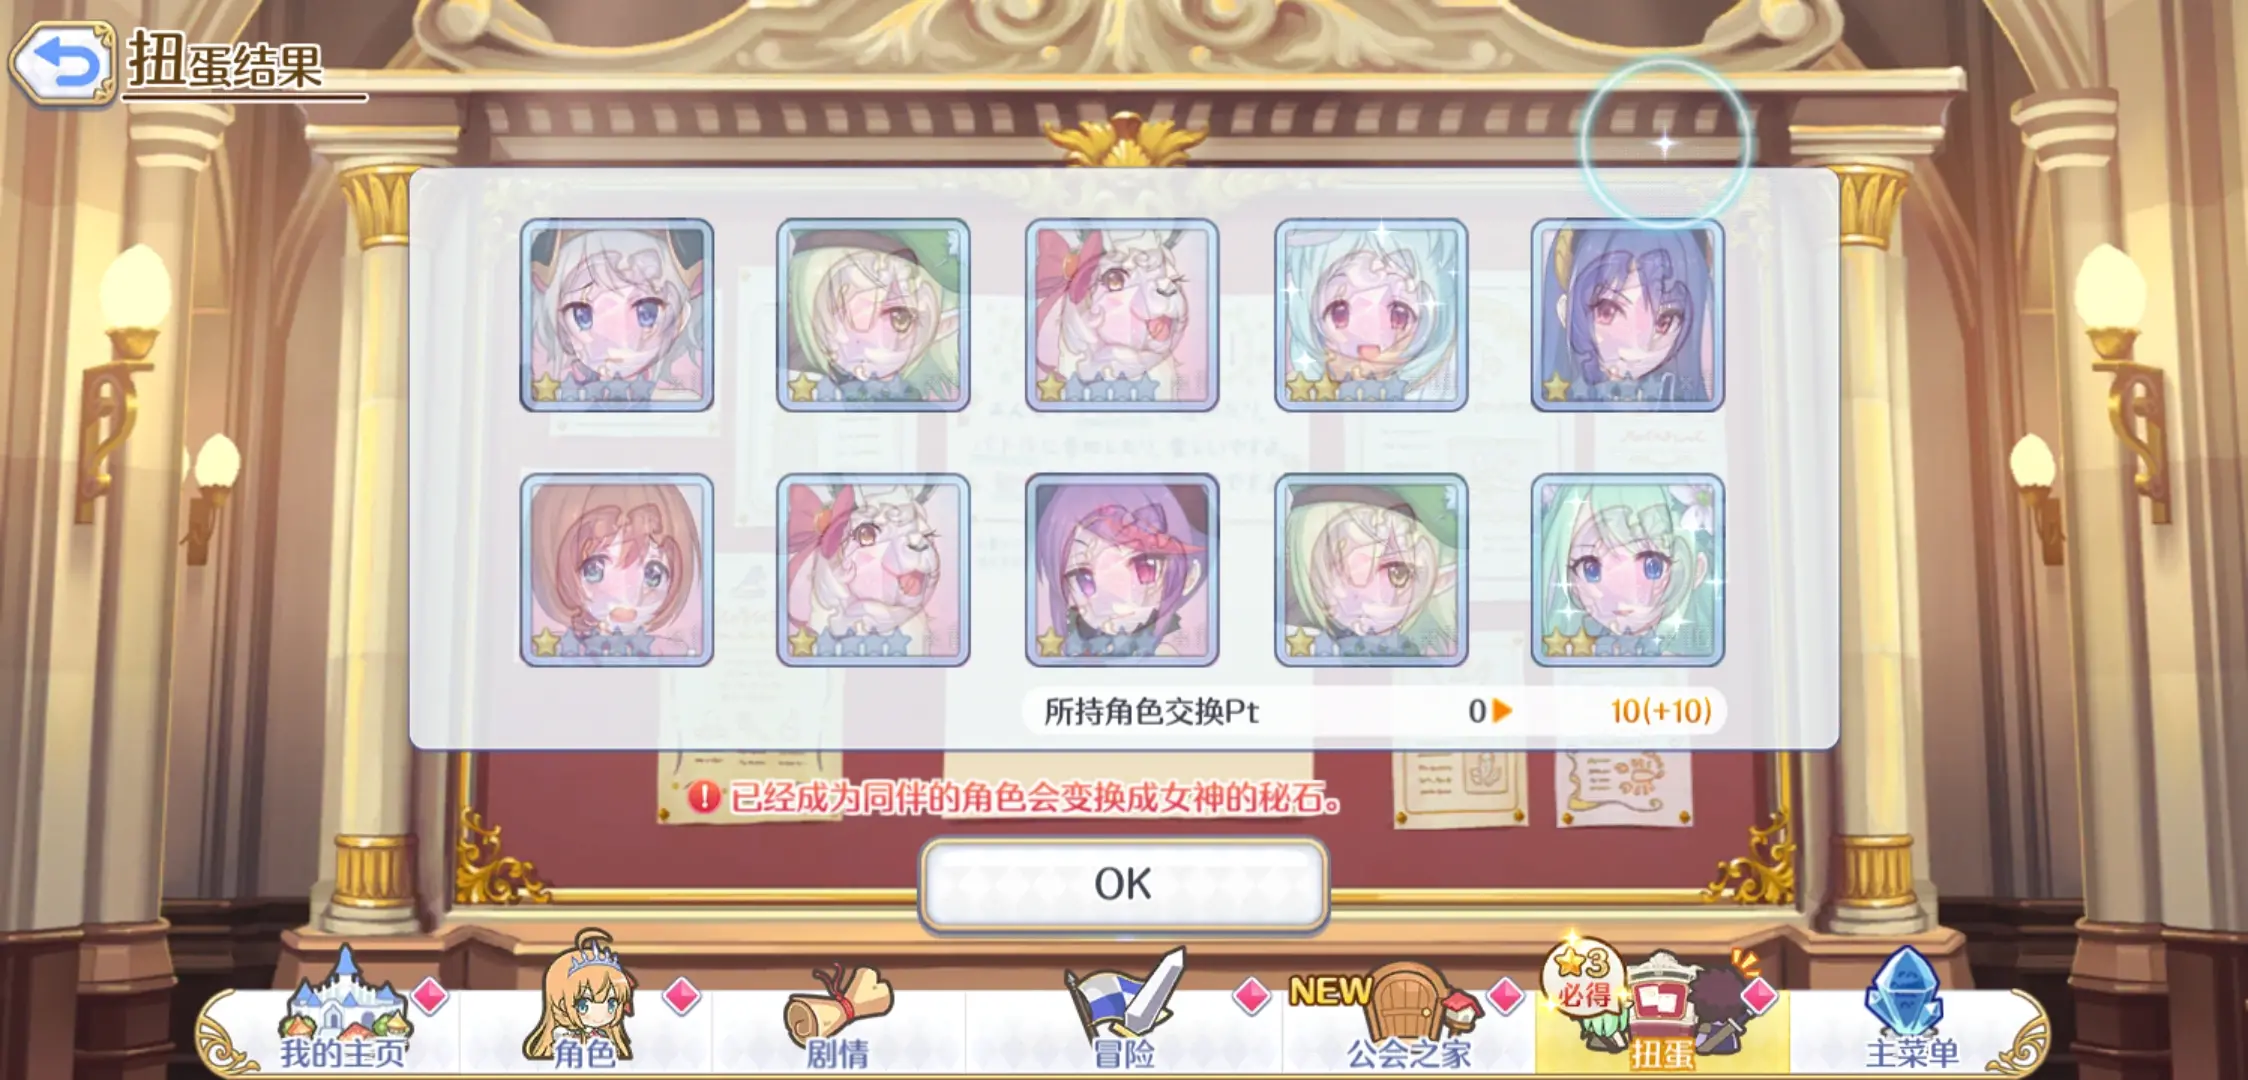 扭蛋结果
所持角色交换Pt 0 10(+10)
已经成为同伴的角色会变换成女神的秘石。
OK
NEW
3
必得
我的主页
角色
剧情
冒险
公会之家
扭蛋
主菜单